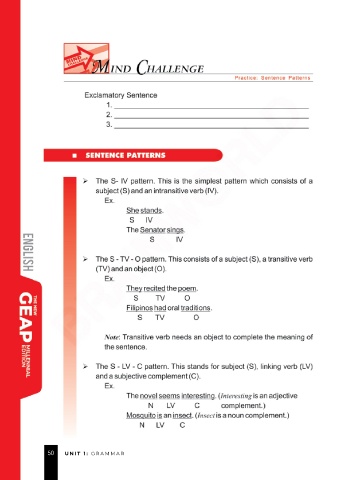 MIND CHALLENGE
Practice: Sentence Patterns
Exclamatory Sentence
1.
2.
3.
■ SENTENCE PATTERNS
➢ The S- IV pattern. This is the simplest pattern which consists of a
subject (S) and an intransitive verb (IV).
Ex.
She stands.
S IV
The Senator sings.
S IV
➢ The S - TV - O pattern. This consists of a subject (S), a transitive verb
(TV) and an object (O).
Ex.
They recited the poem.
S TV O
Filipinos had oral traditions.
S TV O
Note: Transitive verb needs an object to complete the meaning of
the sentence.
➢ The S - LV - C pattern. This stands for subject (S), linking verb (LV)
and a subjective complement (C).
Ex.
The novel seems interesting. (Interesting is an adjective
N LV C complement.)
Mosquito is an insect. (Insect is a noun complement.)
N LV C
ENGLISH
THE NEW
GEAP
MILLENNIAL
EDITION
50 UNIT I: GRAMMAR